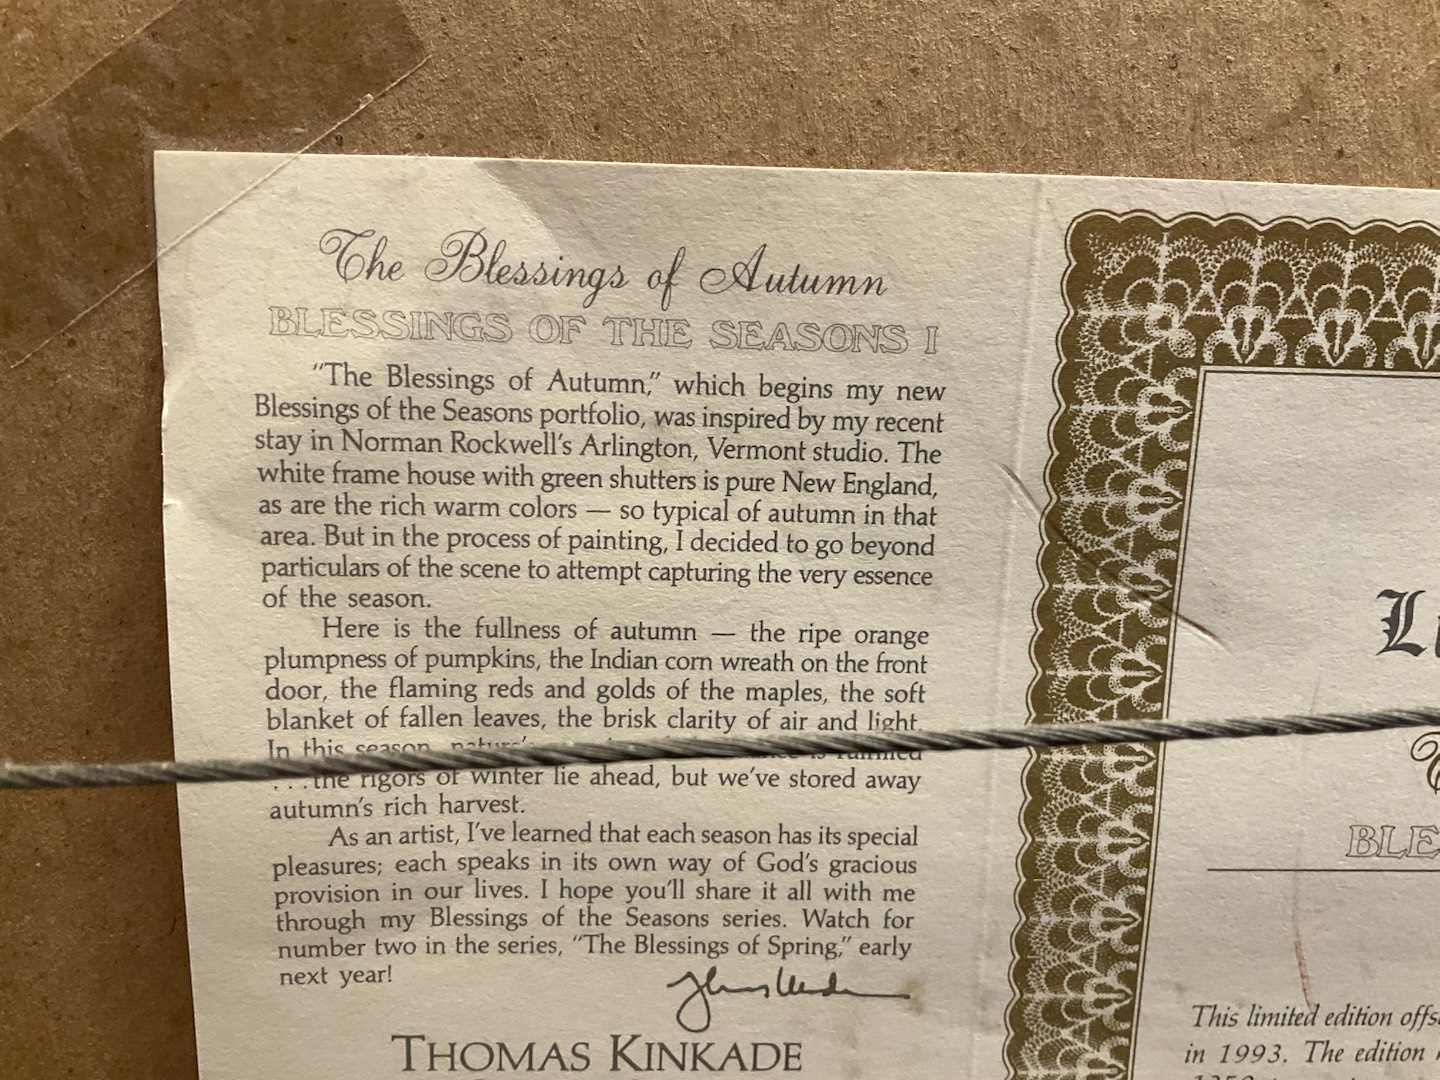 The Blessings of Autumn
BLESSINGS OF THE SEASONS I
"The Blessings of Autumn," which begins my new
Blessings of the Seasons portfolio, was inspired by my recent
stay in Norman Rockwell's Arlington, Vermont studio. The
white frame house with green shutters is pure New England,
as are the rich warm colors — so typical of autumn in that
area. But in the process of painting, I decided to go beyond
particulars of the scene to attempt capturing the very essence
of the season.
Here is the fullness of autumn — the ripe orange
plumpness of pumpkins, the Indian corn wreath on the front
door, the flaming reds and golds of the maples, the soft
blanket of fallen leaves, the brisk clarity of air and light.
In this season, nature's is fulfilled
. . . the rigors of winter lie ahead, but we've stored away
autumn's rich harvest.
As an artist, I've learned that each season has its special
pleasures; each speaks in its own way of God's gracious
provision in our lives. I hope you'll share it all with me
through my Blessings of the Seasons series. Watch for
number two in the series, "The Blessings of Spring," early
next year!
THOMAS KINKADE
BLE
This limited edition offs
in 1993. The edition